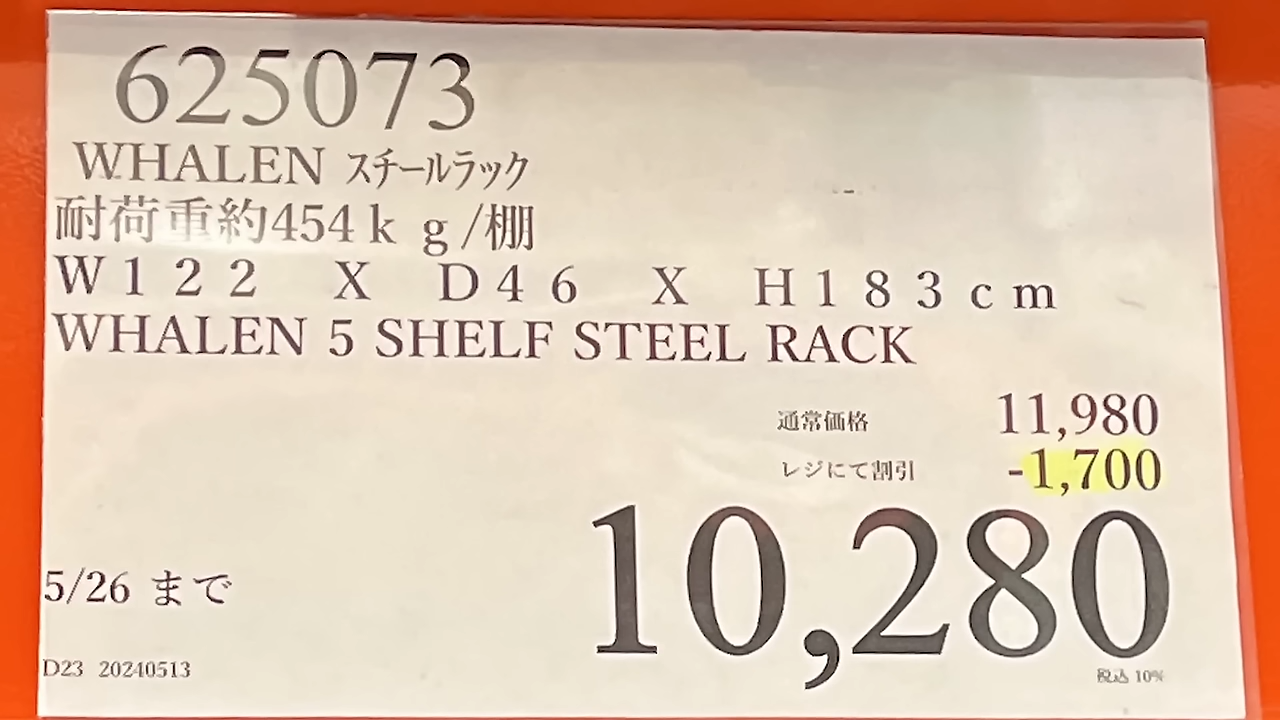 625073
WHALEN スチールラック
耐荷重約454ｋｇ/棚
Ｗ１２２　Ｘ　Ｄ４６　Ｘ　Ｈ１８３ｃｍ
WHALEN 5 SHELF STEEL RACK
通常価格 11,980
レジにて割引 -1,700
10,280
5/26 まで
税込 10%
D23 20240513